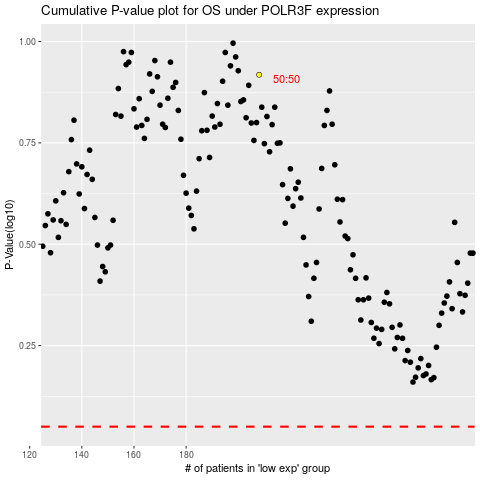 Cumulative P-value plot for OS under POLR3F expression
1.00
50:50
0.75
P-Value(log10)
0.50
0.25
120 140 160 180
# of patients in 'low exp' group